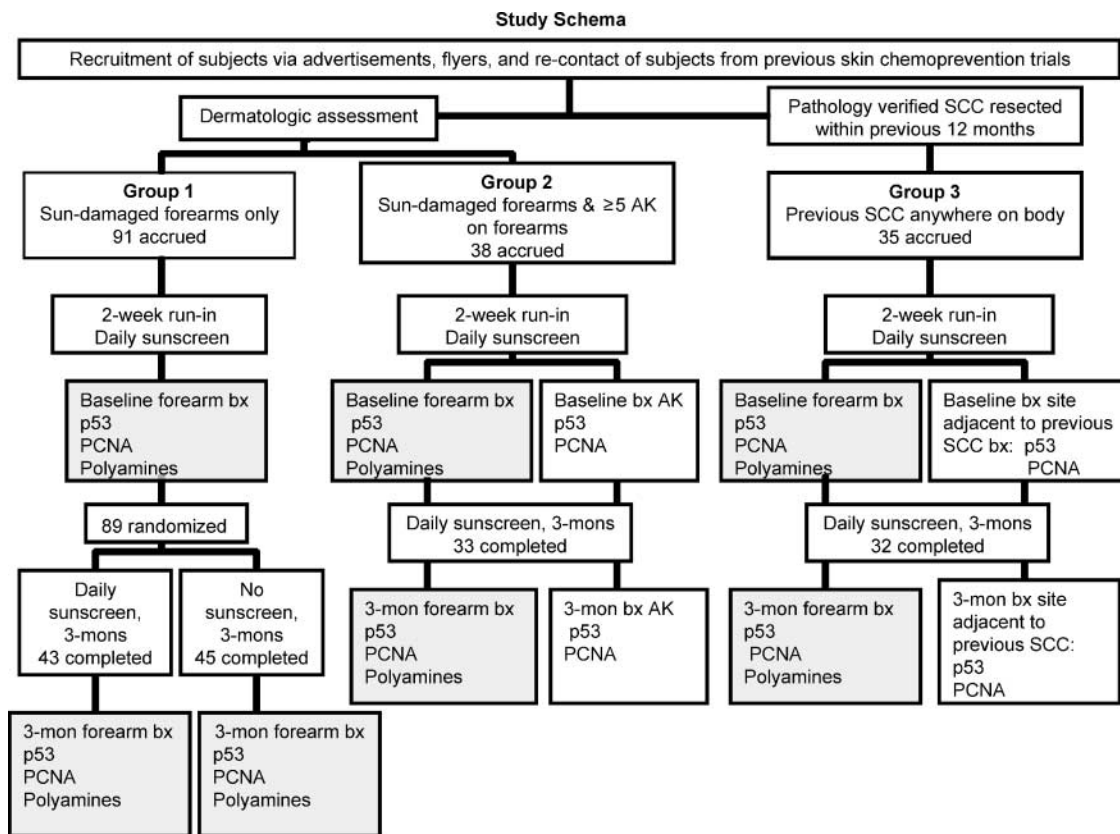 Study Schema
Recruitment of subjects via advertisements, flyers, and re-contact of subjects from previous skin chemoprevention trials
Dermatologic assessment
Pathology verified SCC resected
within previous 12 months
Group 1
Sun-damaged forearms only
91 accrued
Group 2
Sun-damaged forearms & ≥5 AK
on forearms
38 accrued
Group 3
Previous SCC anywhere on body
35 accrued
2-week run-in
Daily sunscreen
2-week run-in
Daily sunscreen
2-week run-in
Daily sunscreen
Baseline forearm bx
p53
PCNA
Polyamines
Baseline forearm bx
p53
PCNA
Polyamines
Baseline bx AK
p53
PCNA
Baseline forearm bx
p53
PCNA
Polyamines
Baseline bx site
adjacent to previous
SCC bx: p53
PCNA
89 randomized
Daily sunscreen, 3-mons
33 completed
Daily sunscreen, 3-mons
32 completed
Daily
sunscreen,
3-mons
43 completed
No
sunscreen,
3-mons
45 completed
3-mon forearm bx
p53
PCNA
Polyamines
3-mon bx AK
p53
PCNA
3-mon forearm bx
p53
PCNA
Polyamines
3-mon bx site
adjacent to
previous SCC:
p53
PCNA
3-mon forearm bx
p53
PCNA
Polyamines
3-mon forearm bx
p53
PCNA
Polyamines